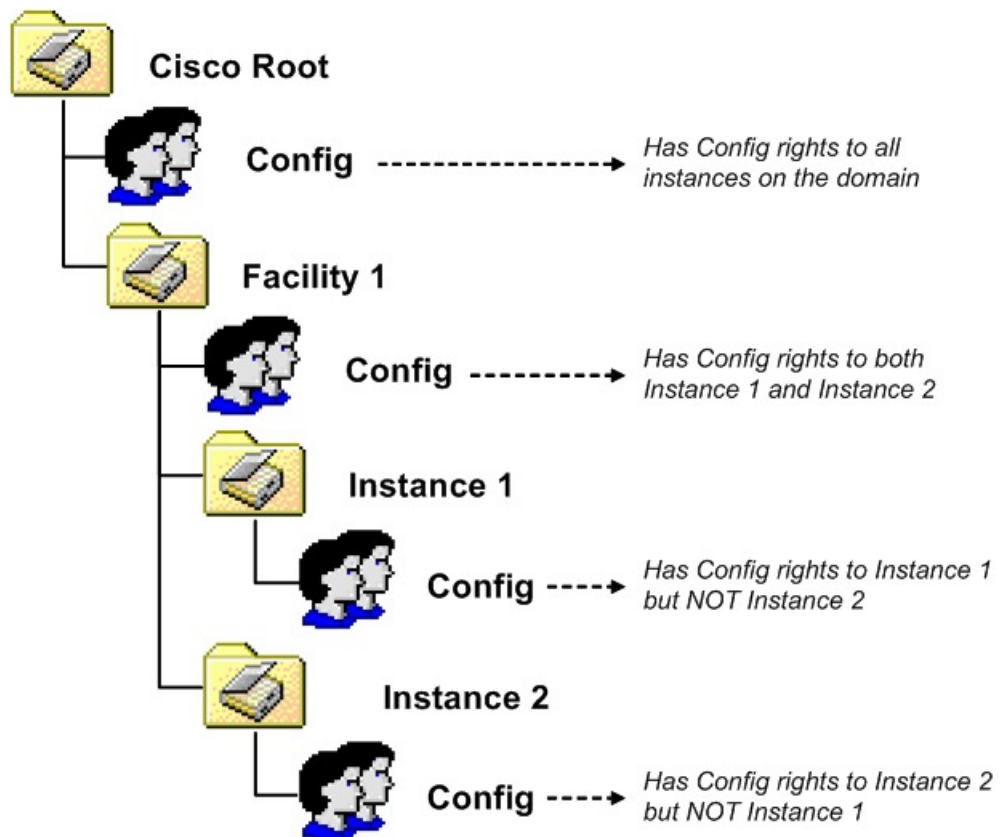 Cisco Root
Config
Has Config rights to all
instances on the domain
Facility 1
Config
Has Config rights to both
Instance 1 and Instance 2
Instance 1
Config
Has Config rights to Instance 1
but NOT Instance 2
Instance 2
Config
Has Config rights to Instance 2
but NOT Instance 1